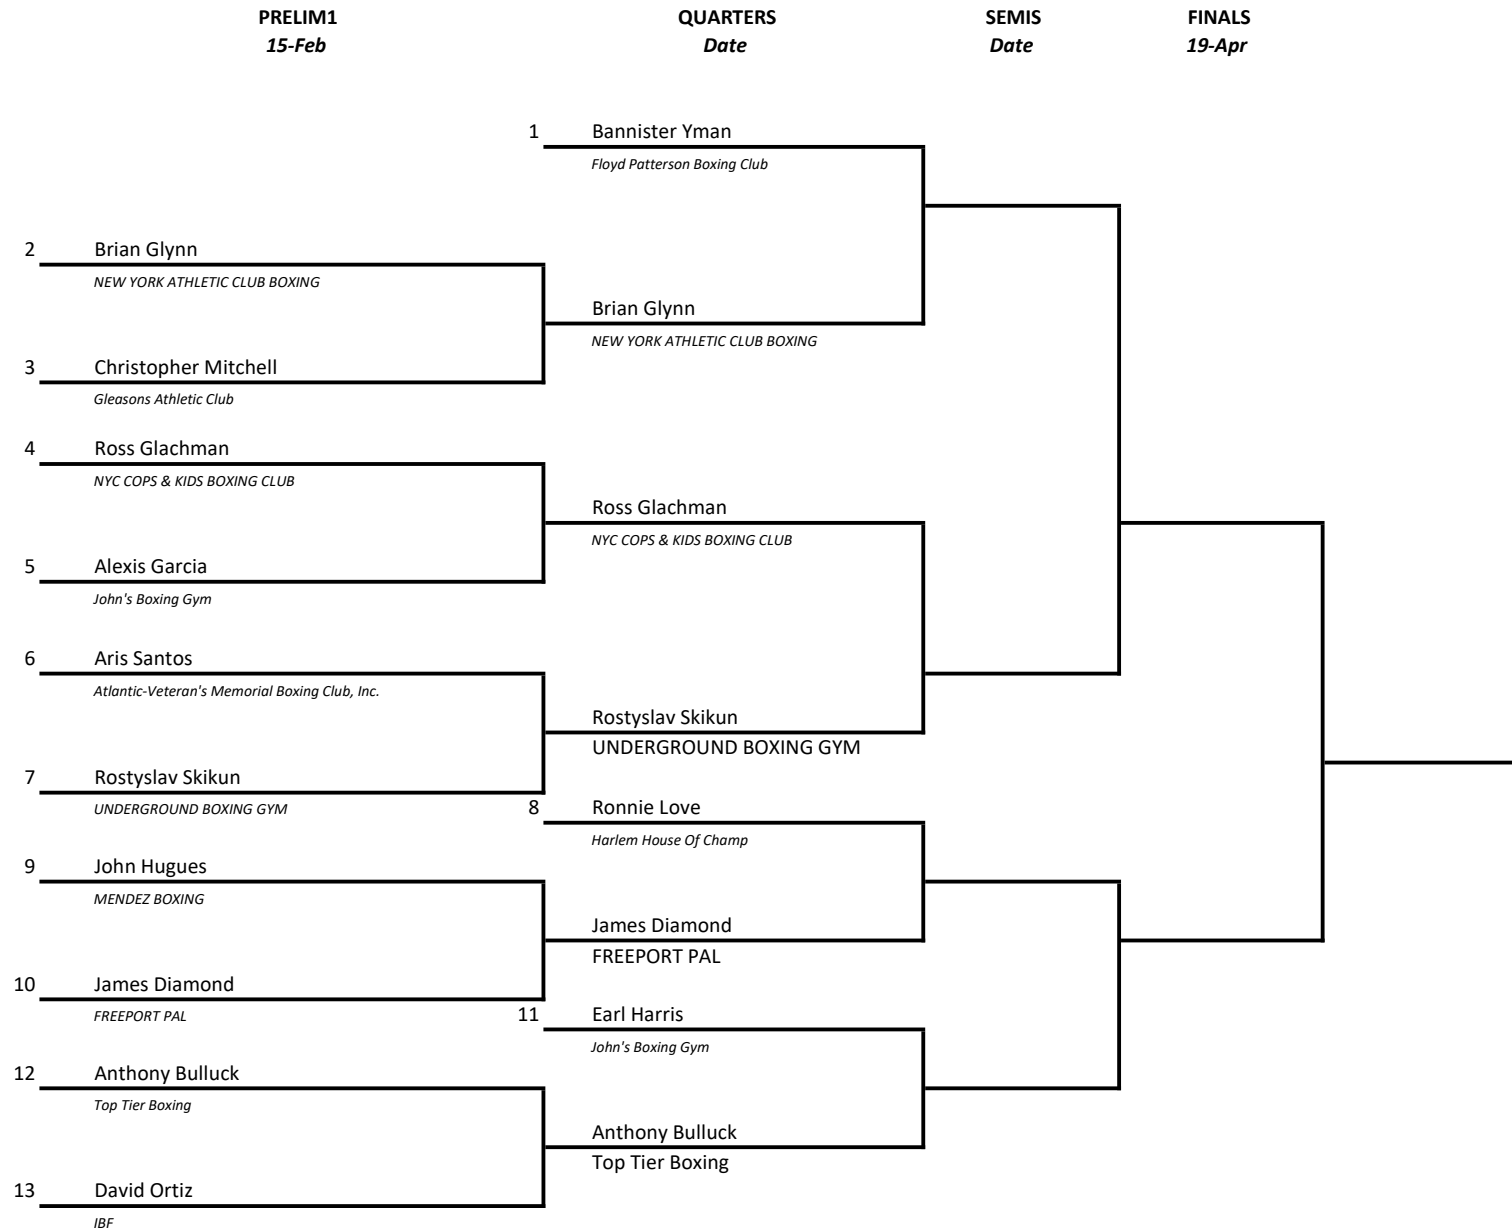 PRELIM1 QUARTERS SEMIS FINALS
15-Feb Date Date 19-Apr
1 Bannister Yman
Floyd Patterson Boxing Club
2 Brian Glynn
NEW YORK ATHLETIC CLUB BOXING
Brian Glynn
NEW YORK ATHLETIC CLUB BOXING
3 Christopher Mitchell
Gleasons Athletic Club
4 Ross Glachman
NYC COPS & KIDS BOXING CLUB
Ross Glachman
NYC COPS & KIDS BOXING CLUB
5 Alexis Garcia
John's Boxing Gym
6 Aris Santos
Atlantic-Veteran's Memorial Boxing Club, Inc.
Rostyslav Skikun
UNDERGROUND BOXING GYM
7 Rostyslav Skikun
UNDERGROUND BOXING GYM
8 Ronnie Love
Harlem House Of Champ
9 John Hugues
MENDEZ BOXING
James Diamond
FREEPORT PAL
10 James Diamond
FREEPORT PAL
11 Earl Harris
John's Boxing Gym
12 Anthony Bulluck
Top Tier Boxing
Anthony Bulluck
Top Tier Boxing
13 David Ortiz
IBF